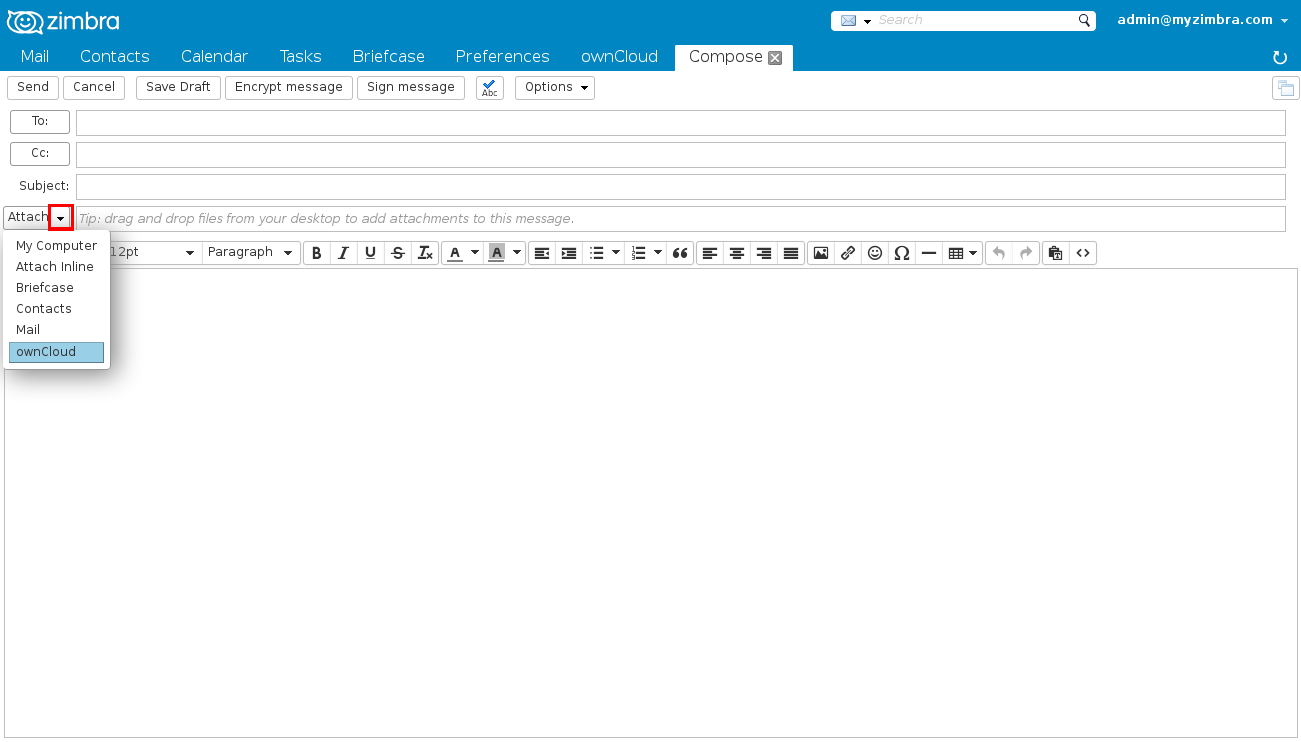 zimbra
Search
admin@myzimbra.com
Mail Contacts Calendar Tasks Briefcase Preferences ownCloud Compose
Send Cancel Save Draft Encrypt message Sign message Abc Options
To:
Cc:
Subject:
Attach Tip: drag and drop files from your desktop to add attachments to this message.
12pt Paragraph B I U S Tx A A
My Computer
Attach Inline
Briefcase
Contacts
Mail
ownCloud